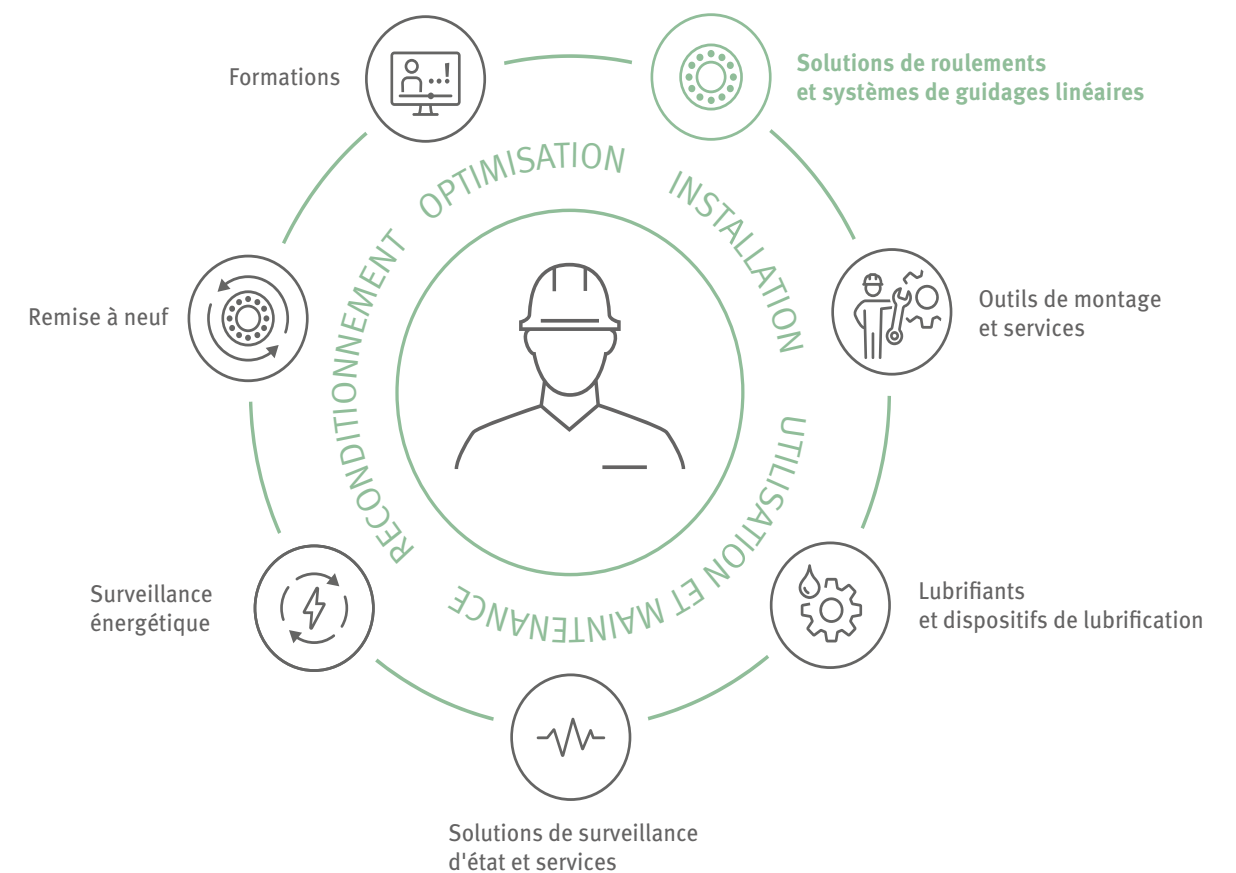 Formations
Solutions de roulements
et systèmes de guidages linéaires
OPTIMISATION
INSTALLATION
RECONDITIONNEMENT
Remise à neuf
Outils de montage
et services
UTILISATION ET MAINTENANCE
Surveillance
énergétique
Lubrifiants
et dispositifs de lubrification
Solutions de surveillance
d'état et services